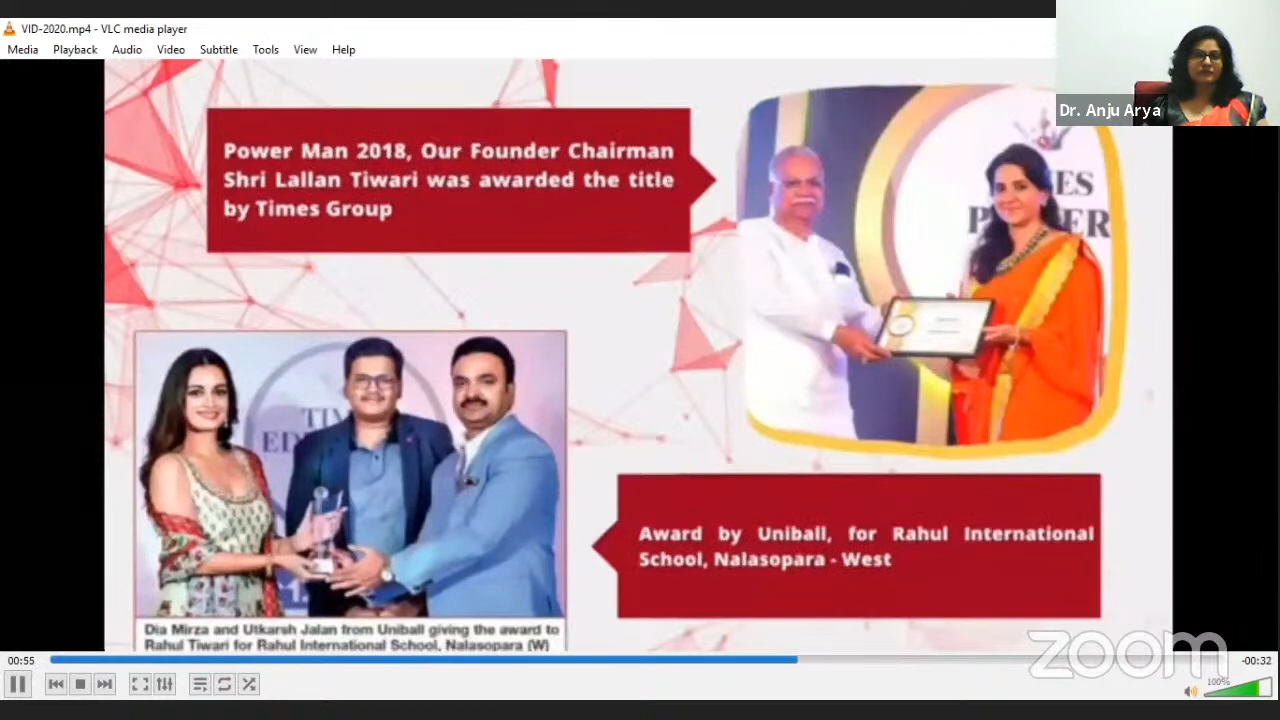 VID-2020.mp4 - VLC media player
Media Playback Audio Video Subtitle Tools View Help
Dr. Anju Arya
Power Man 2018, Our Founder Chairman
Shri Lallan Tiwari was awarded the title
by Times Group
Award by Uniball, for Rahul International
School, Nalasopara - West
Dia Mirza and Utkarsh Jalan from Uniball giving the award to
Rahul Tiwari for Rahul International School, Nalasopara (W)
zoom
00:55
-00:32
100%